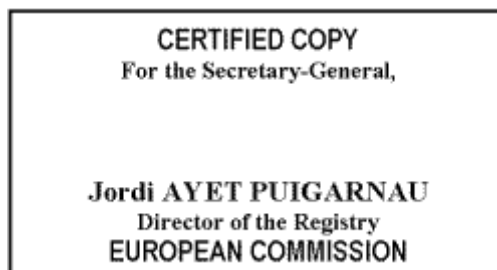 CERTIFIED COPY
For the Secretary-General,
Jordi AYET PUIGARNAU
Director of the Registry
EUROPEAN COMMISSION